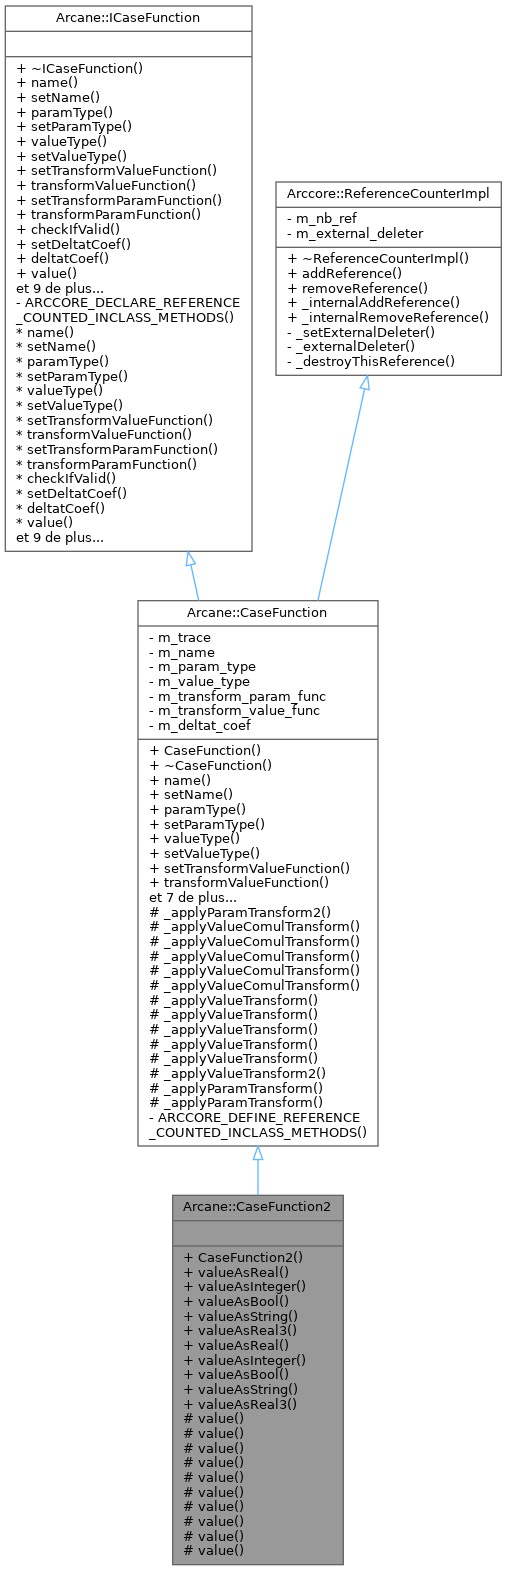 Arcane::ICaseFunction
+ ~ICaseFunction()
+ name()
+ setName()
+ paramType()
+ setParamType()
+ valueType()
+ setValueType()
+ setTransformValueFunction()
+ transformValueFunction()
+ setTransformParamFunction()
+ transformParamFunction()
+ checkIfValid()
+ setDeltatCoef()
+ deltatCoef()
+ value()
et 9 de plus...
- ARCCORE_DECLARE_REFERENCE
_COUNTED_INCLASS_METHODS()
* name()
* setName()
* paramType()
* setParamType()
* valueType()
* setValueType()
* setTransformValueFunction()
* transformValueFunction()
* setTransformParamFunction()
* transformParamFunction()
* checkIfValid()
* setDeltatCoef()
* deltatCoef()
* value()
et 9 de plus...
Arccore::ReferenceCounterImpl
- m_nb_ref
- m_external_deleter
+ ~ReferenceCounterImpl()
+ addReference()
+ removeReference()
+ _internalAddReference()
+ _internalRemoveReference()
- _setExternalDeleter()
- _externalDeleter()
- _destroyThisReference()
Arcane::CaseFunction
- m_trace
- m_name
- m_param_type
- m_value_type
- m_transform_param_func
- m_transform_value_func
- m_deltat_coef
+ CaseFunction()
+ ~CaseFunction()
+ name()
+ setName()
+ paramType()
+ setParamType()
+ valueType()
+ setValueType()
+ setTransformValueFunction()
+ transformValueFunction()
et 7 de plus...
# _applyParamTransform2()
# _applyValueComulTransform()
# _applyValueComulTransform()
# _applyValueComulTransform()
# _applyValueComulTransform()
# _applyValueComulTransform()
# _applyValueTransform()
# _applyValueTransform()
# _applyValueTransform()
# _applyValueTransform()
# _applyValueTransform()
# _applyValueTransform2()
# _applyParamTransform()
# _applyParamTransform()
- ARCCORE_DEFINE_REFERENCE
_COUNTED_INCLASS_METHODS()
Arcane::CaseFunction2
+ CaseFunction2()
+ valueAsReal()
+ valueAsInteger()
+ valueAsBool()
+ valueAsString()
+ valueAsReal3()
+ valueAsReal()
+ valueAsInteger()
+ valueAsBool()
+ valueAsString()
+ valueAsReal3()
# value()
# value()
# value()
# value()
# value()
# value()
# value()
# value()
# value()
# value()